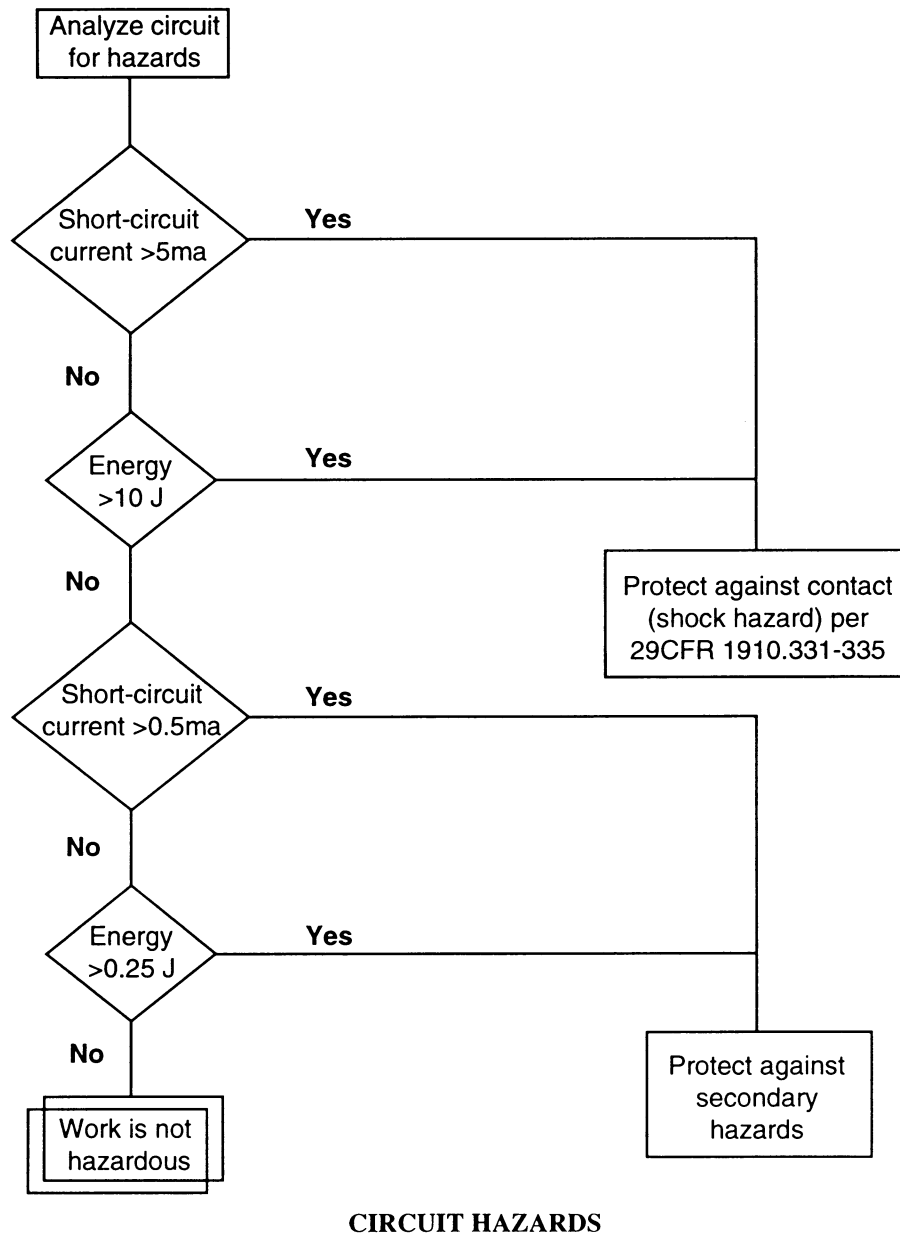 Analyze circuit
for hazards
Short-circuit
current >5ma
Yes
No
Energy
>10 J
Yes
No
Protect against contact
(shock hazard) per
29CFR 1910.331-335
Short-circuit
current >0.5ma
Yes
No
Energy
>0.25 J
Yes
No
Protect against
secondary
hazards
Work is not
hazardous
CIRCUIT HAZARDS